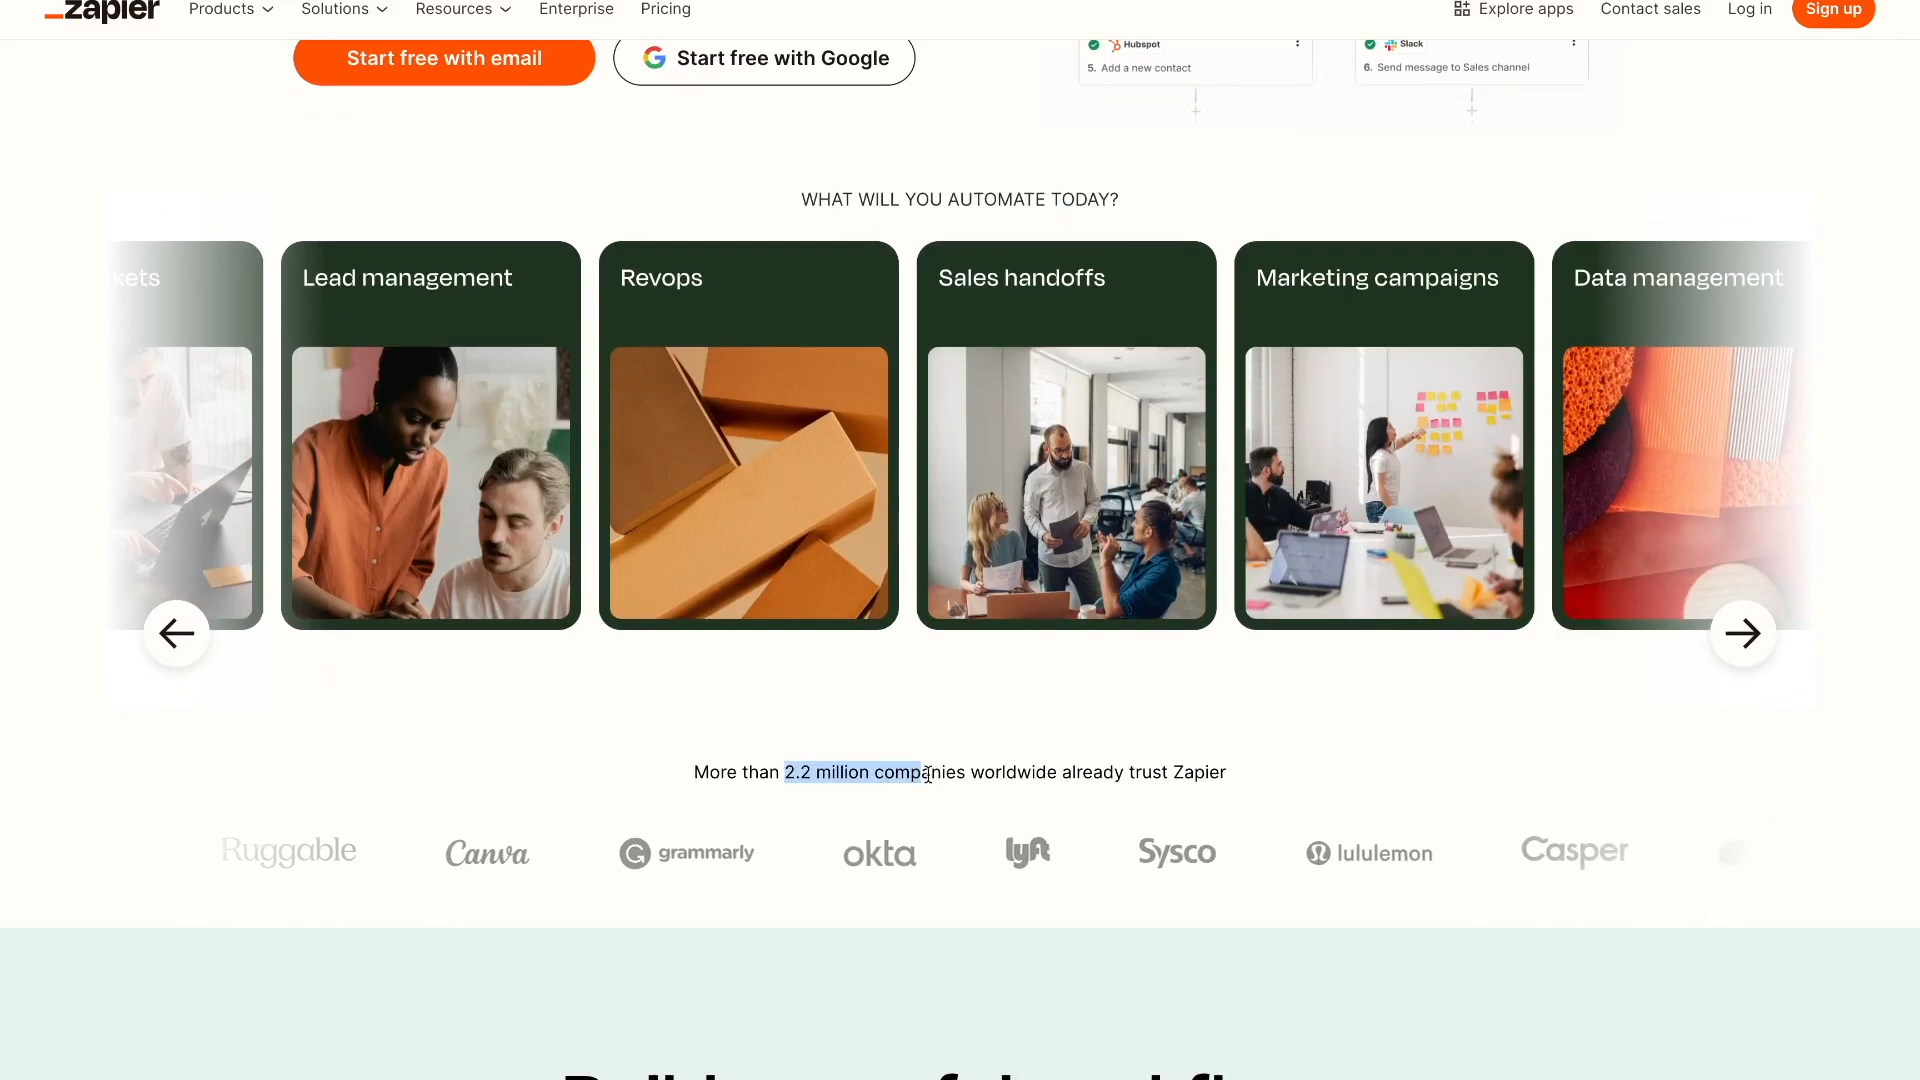 zapier
Products
Solutions
Resources
Enterprise
Pricing
Explore apps
Contact sales
Log in
Sign up
Start free with email
Start free with Google
Hubspot
5. Add a new contact
Slack
6. Send message to Sales channel
WHAT WILL YOU AUTOMATE TODAY?
kets
Lead management
Revops
Sales handoffs
Marketing campaigns
Data management
More than 2.2 million companies worldwide already trust Zapier
Ruggable
Canva
grammarly
okta
lyft
Sysco
lululemon
Casper